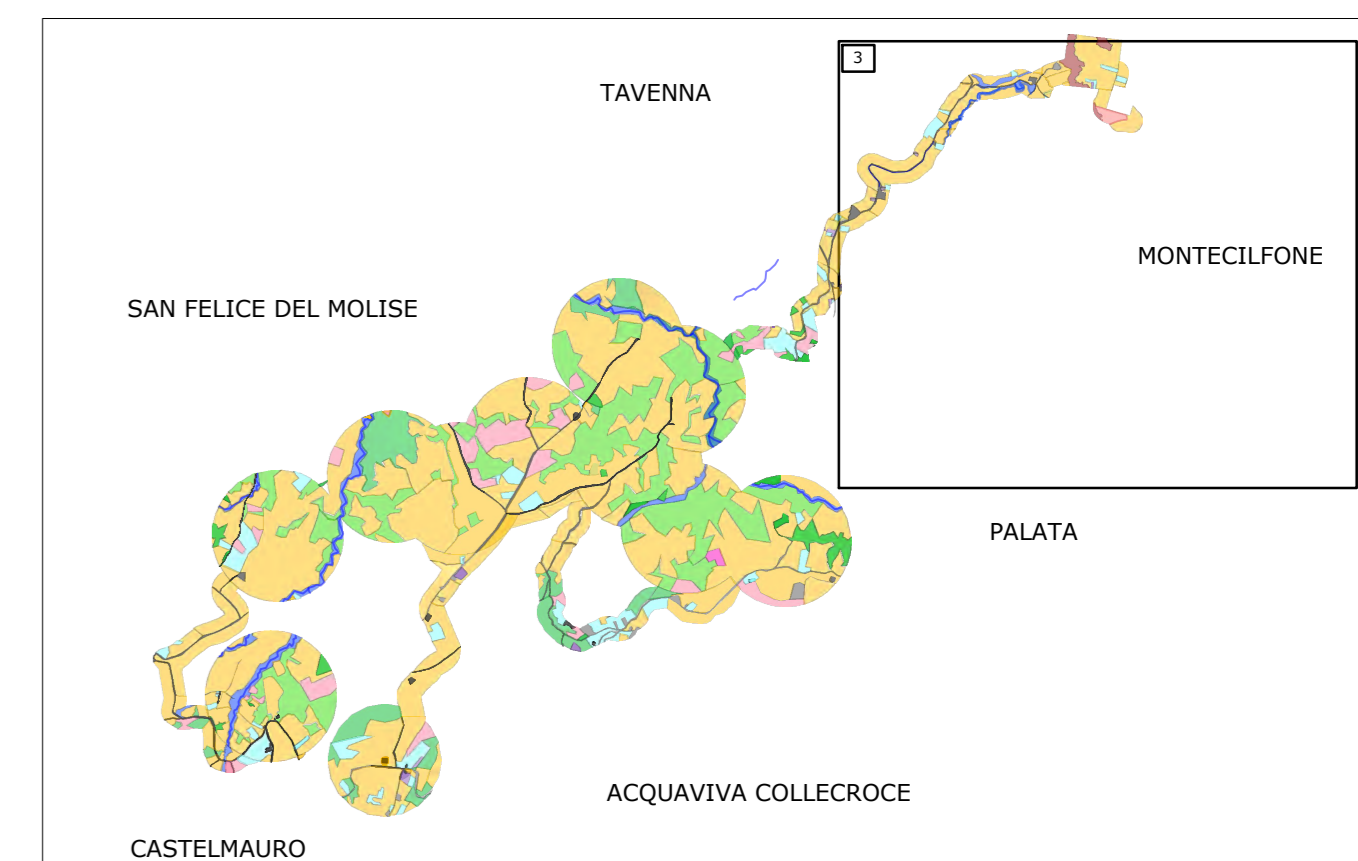 3
TAVENNA
MONTECILFONE
SAN FELICE DEL MOLISE
PALATA
ACQUAVIVA COLLECROCE
CASTELMAURO